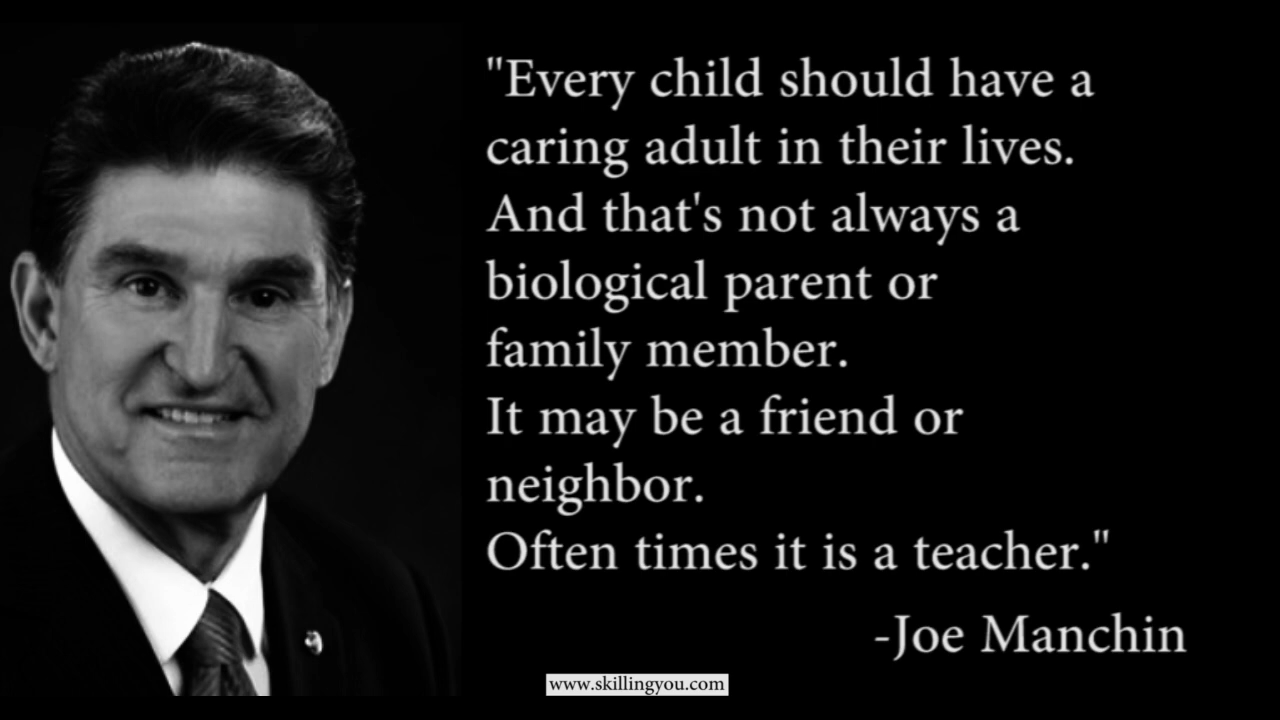 "Every child should have a
caring adult in their lives.
And that's not always a
biological parent or
family member.
It may be a friend or
neighbor.
Often times it is a teacher."
-Joe Manchin
www.skillingyou.com